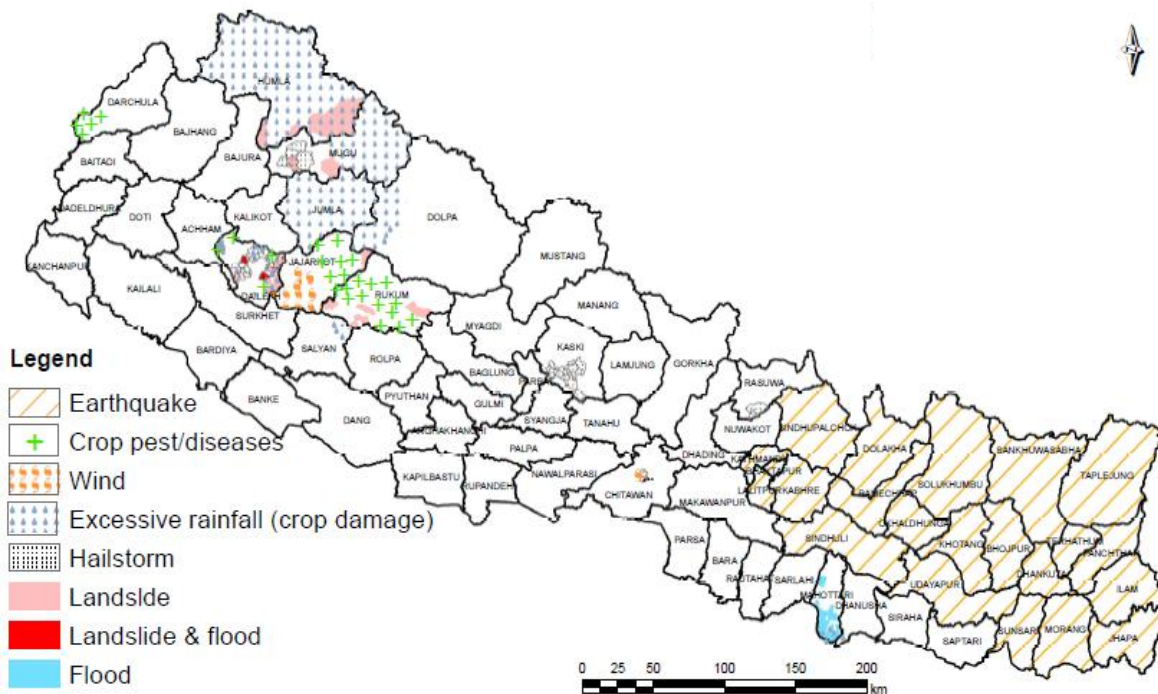 N
HUMLA
DARCHULA
BAJHANG
MUGU
BAITADI
BAJURA
DADELDHURA
DOTI
JUMLA
DOLPA
ACHHAM
KALIKOT
MUSTANG
KANCHANPUR
KAILALI
JAJARKOT
DAILEKH
RUKUM
MANANG
SURKHET
MYAGDI
KASKI
GORKHA
BARDIYA
SALYAN
ROLPA
LAMJUNG
BAGLUNG
PARBAT
RASUWA
BANKE
PYUTHAN
GULMI
SYANGJA
TANAHU
NUWAKOT
SINDHUPALCHOK
DOLAKHA
SANKHUWASABHA
DANG
ARGHAKHANCHI
PALPA
DHADING
KATHMANDU
BHAKTAPUR
SOLUKHUMBU
TAPLEJUNG
KAPILBASTU
RUPANDEHI
NAWALPARASI
CHITAWAN
MAKAWANPUR
LALITPUR
KABHRE
RAMECHHAP
OKHALDHUNGA
KHOTANG
BHOJPUR
TERHATHUM
PANCHTHAR
PARSA
BARA
RAUTAHAT
SARLAHI
SINDHULI
MAHOTTARI
DHANUSHA
SIRAHA
UDAYAPUR
DHANKUTA
ILAM
SAPTARI
SUNSARI
MORANG
JHAPA
Legend
Earthquake
Crop pest/diseases
Wind
Excessive rainfall (crop damage)
Hailstorm
Landslde
Landslide & flood
Flood
0 25 50 100 150 200
km